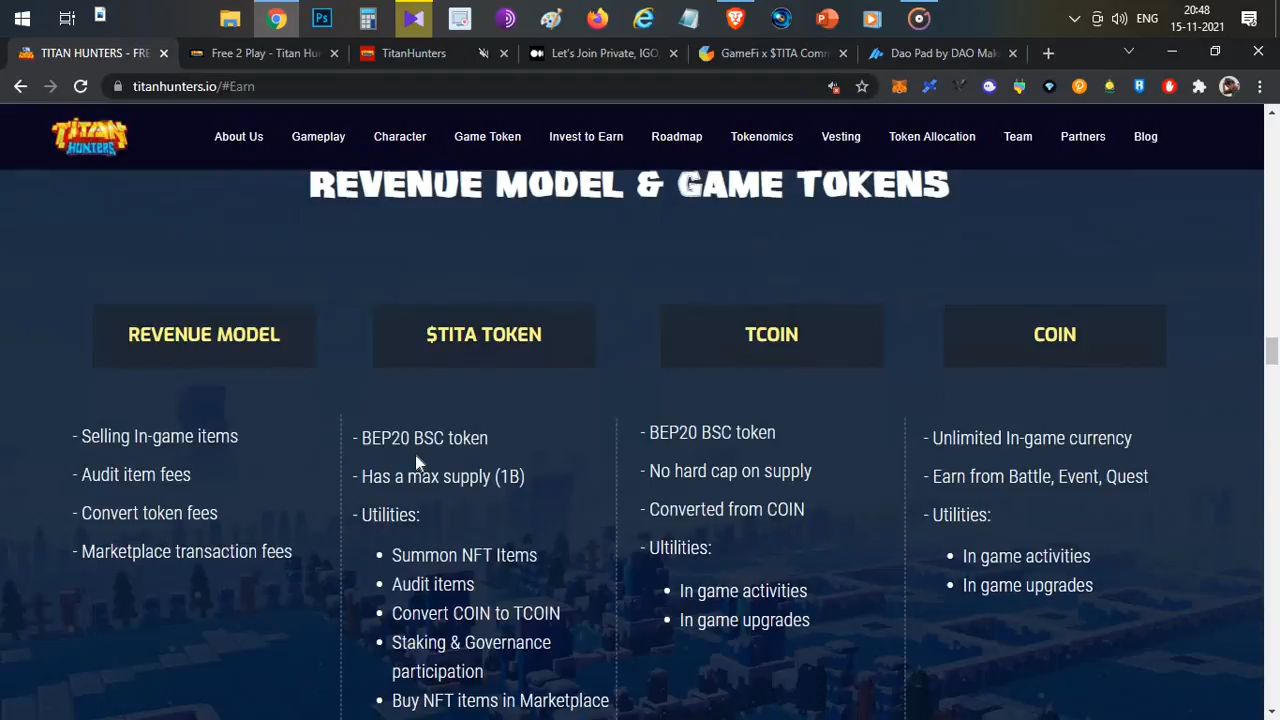 20:48
ENG
15-11-2021
TITAN HUNTERS - FRE
Free 2 Play - Titan Hu
TitanHunters
Let's Join Private, IGO,
GameFi x $TITA Comm
Dao Pad by DAO Mak
titanhunters.io/#Earn
TITAN HUNTERS
About Us
Gameplay
Character
Game Token
Invest to Earn
Roadmap
Tokenomics
Vesting
Token Allocation
Team
Partners
Blog
REVENUE MODEL & GAME TOKENS
REVENUE MODEL
- Selling In-game items
- Audit item fees
- Convert token fees
- Marketplace transaction fees
$TITA TOKEN
- BEP20 BSC token
- Has a max supply (1B)
- Utilities:
• Summon NFT Items
• Audit items
• Convert COIN to TCOIN
• Staking & Governance
participation
• Buy NFT items in Marketplace
TCOIN
- BEP20 BSC token
- No hard cap on supply
- Converted from COIN
- Ultilities:
• In game activities
• In game upgrades
COIN
- Unlimited In-game currency
- Earn from Battle, Event, Quest
- Utilities:
• In game activities
• In game upgrades